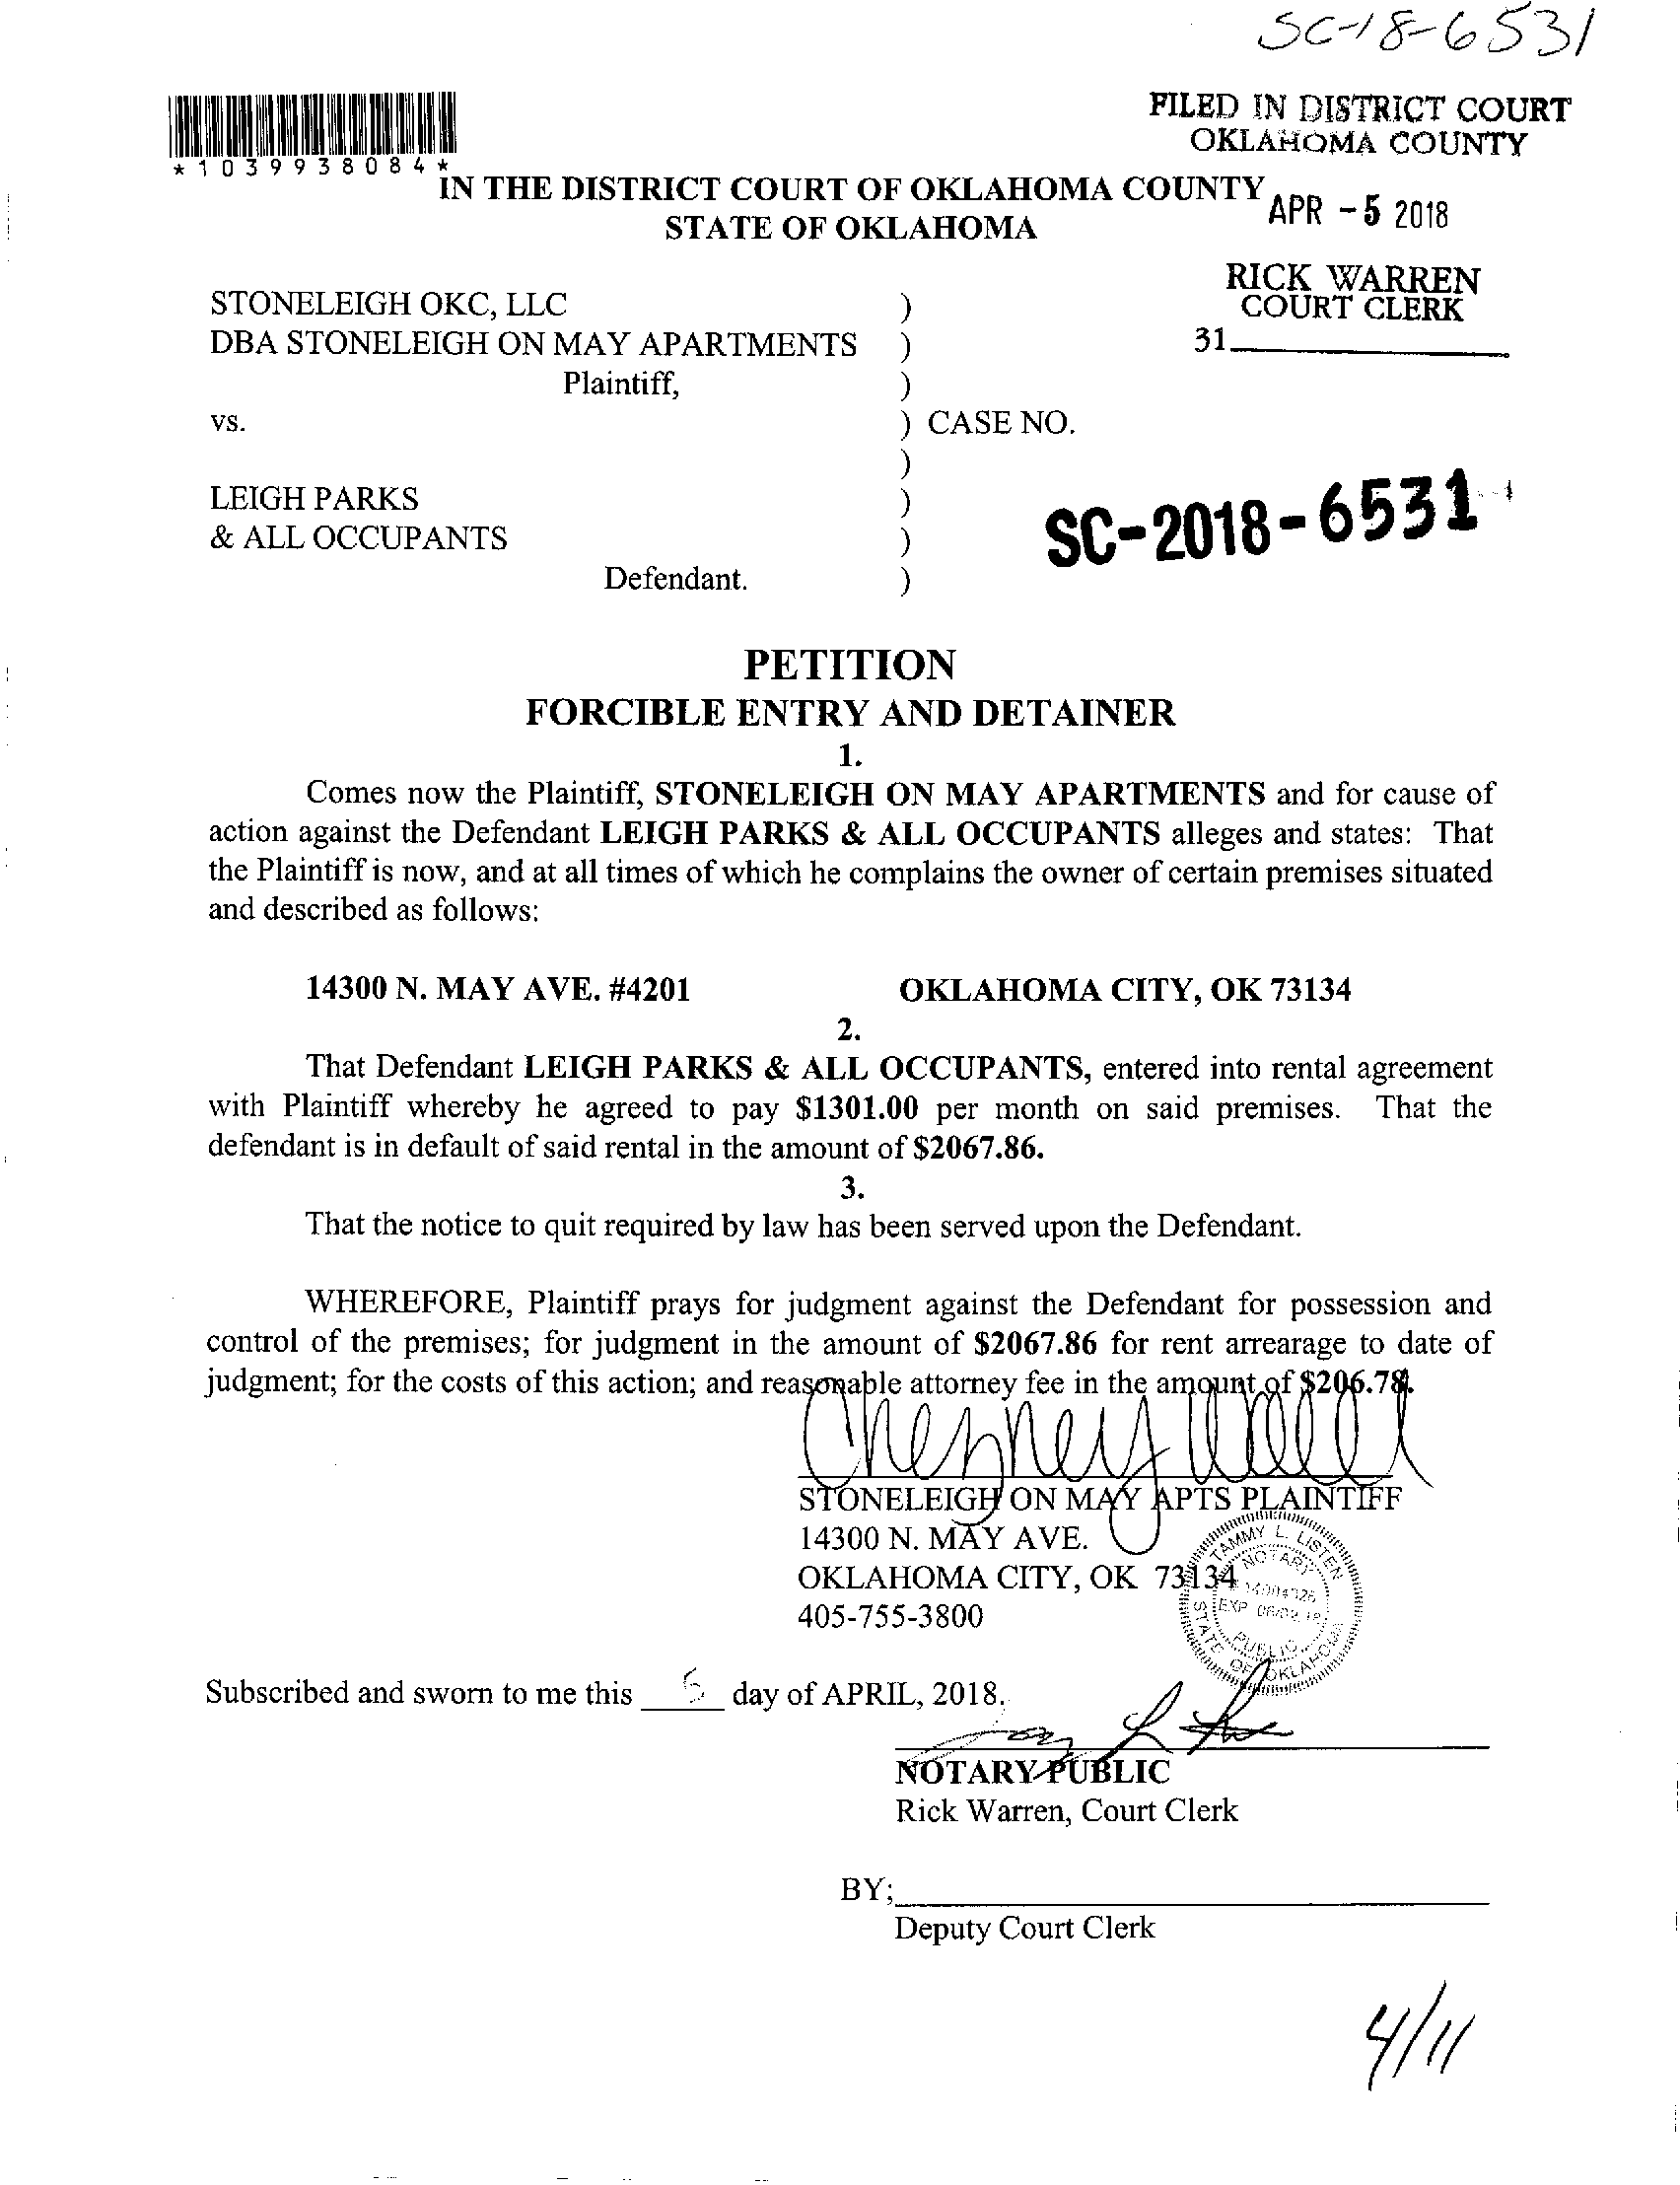 SC-18-6531
FILED IN DISTRICT COURT
OKLAHOMA COUNTY
*1039938084*
IN THE DISTRICT COURT OF OKLAHOMA COUNTY
STATE OF OKLAHOMA
APR -5 2018
RICK WARREN
COURT CLERK
31
STONELEIGH OKC, LLC )
DBA STONELEIGH ON MAY APARTMENTS )
Plaintiff, )
vs. ) CASE NO.
)
LEIGH PARKS )
& ALL OCCUPANTS )
Defendant. )
SC-2018-6531
PETITION
FORCIBLE ENTRY AND DETAINER
1.
Comes now the Plaintiff, STONELEIGH ON MAY APARTMENTS and for cause of
action against the Defendant LEIGH PARKS & ALL OCCUPANTS alleges and states: That
the Plaintiff is now, and at all times of which he complains the owner of certain premises situated
and described as follows:
14300 N. MAY AVE. #4201 OKLAHOMA CITY, OK 73134
2.
That Defendant LEIGH PARKS & ALL OCCUPANTS, entered into rental agreement
with Plaintiff whereby he agreed to pay $1301.00 per month on said premises. That the
defendant is in default of said rental in the amount of $2067.86.
3.
That the notice to quit required by law has been served upon the Defendant.
WHEREFORE, Plaintiff prays for judgment against the Defendant for possession and
control of the premises; for judgment in the amount of $2067.86 for rent arrearage to date of
judgment; for the costs of this action; and reasonable attorney fee in the amount of $206.78.
Chesney
STONELEIGH ON MAY APTS PLAINTIFF
14300 N. MAY AVE.
OKLAHOMA CITY, OK 73134
405-755-3800
TAMMY L. LISTEN
NOTARY
EXP
PUBLIC
STATE OF OKLAHOMA
Subscribed and sworn to me this 5 day of APRIL, 2018.
NOTARY PUBLIC
Rick Warren, Court Clerk
BY;
Deputy Court Clerk
4/11